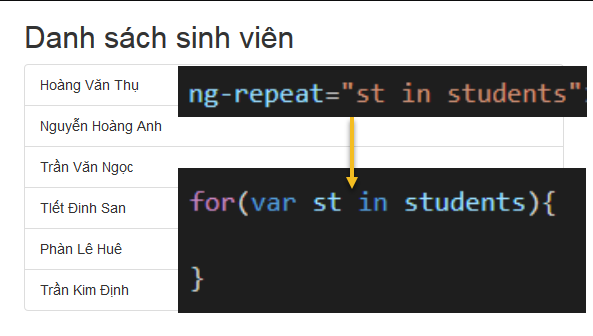 Danh sách sinh viên
Hoàng Văn Thụ
ng-repeat="st in students"
Nguyễn Hoàng Anh
Trần Văn Ngọc
TIết Đinh San
for(var st in students){
Phàn Lê Huê
}
Trần Kim Định